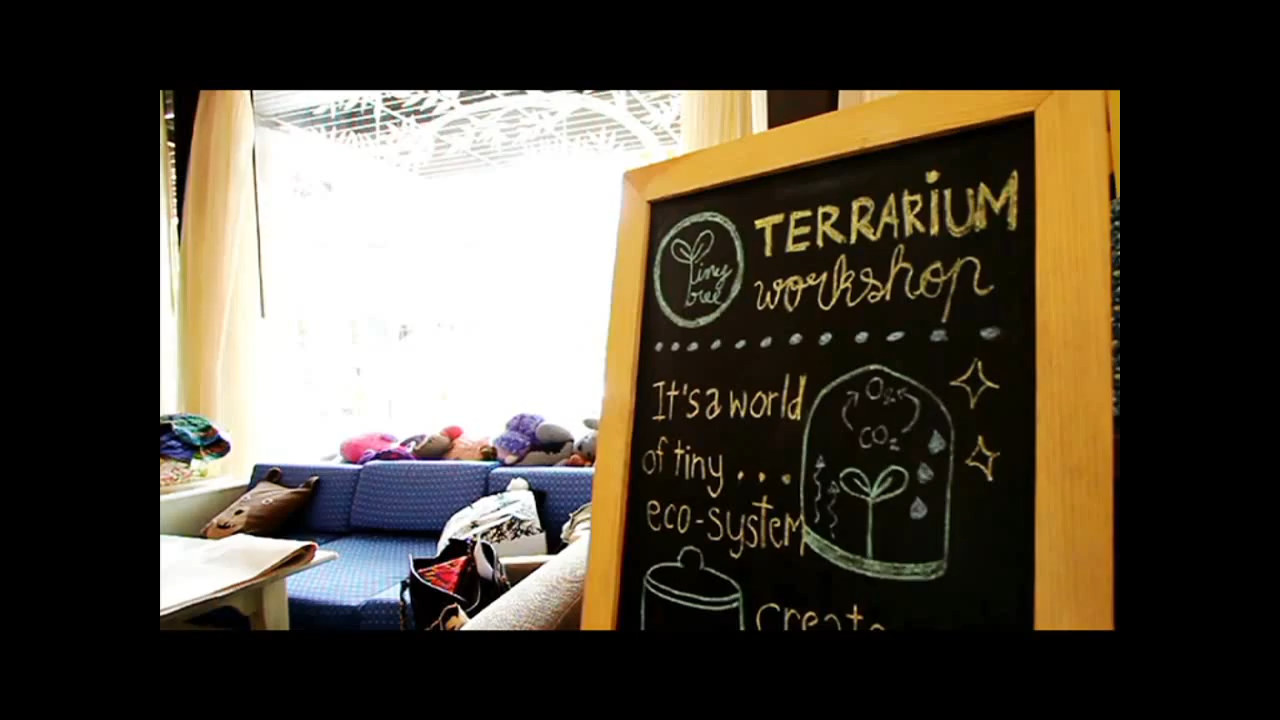 Tiny
tree
TERRARIUM
workshop
It's a world
of tiny ...
eco-system
O2
CO2
Create